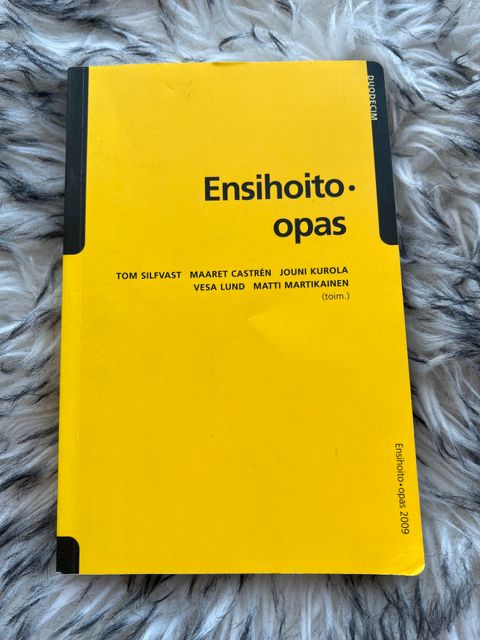 DUODECIM
Ensihoito•
opas
TOM SILFVAST MAARET CASTRÉN JOUNI KUROLA
VESA LUND MATTI MARTIKAINEN
(toim.)
Ensihoito•opas 2009